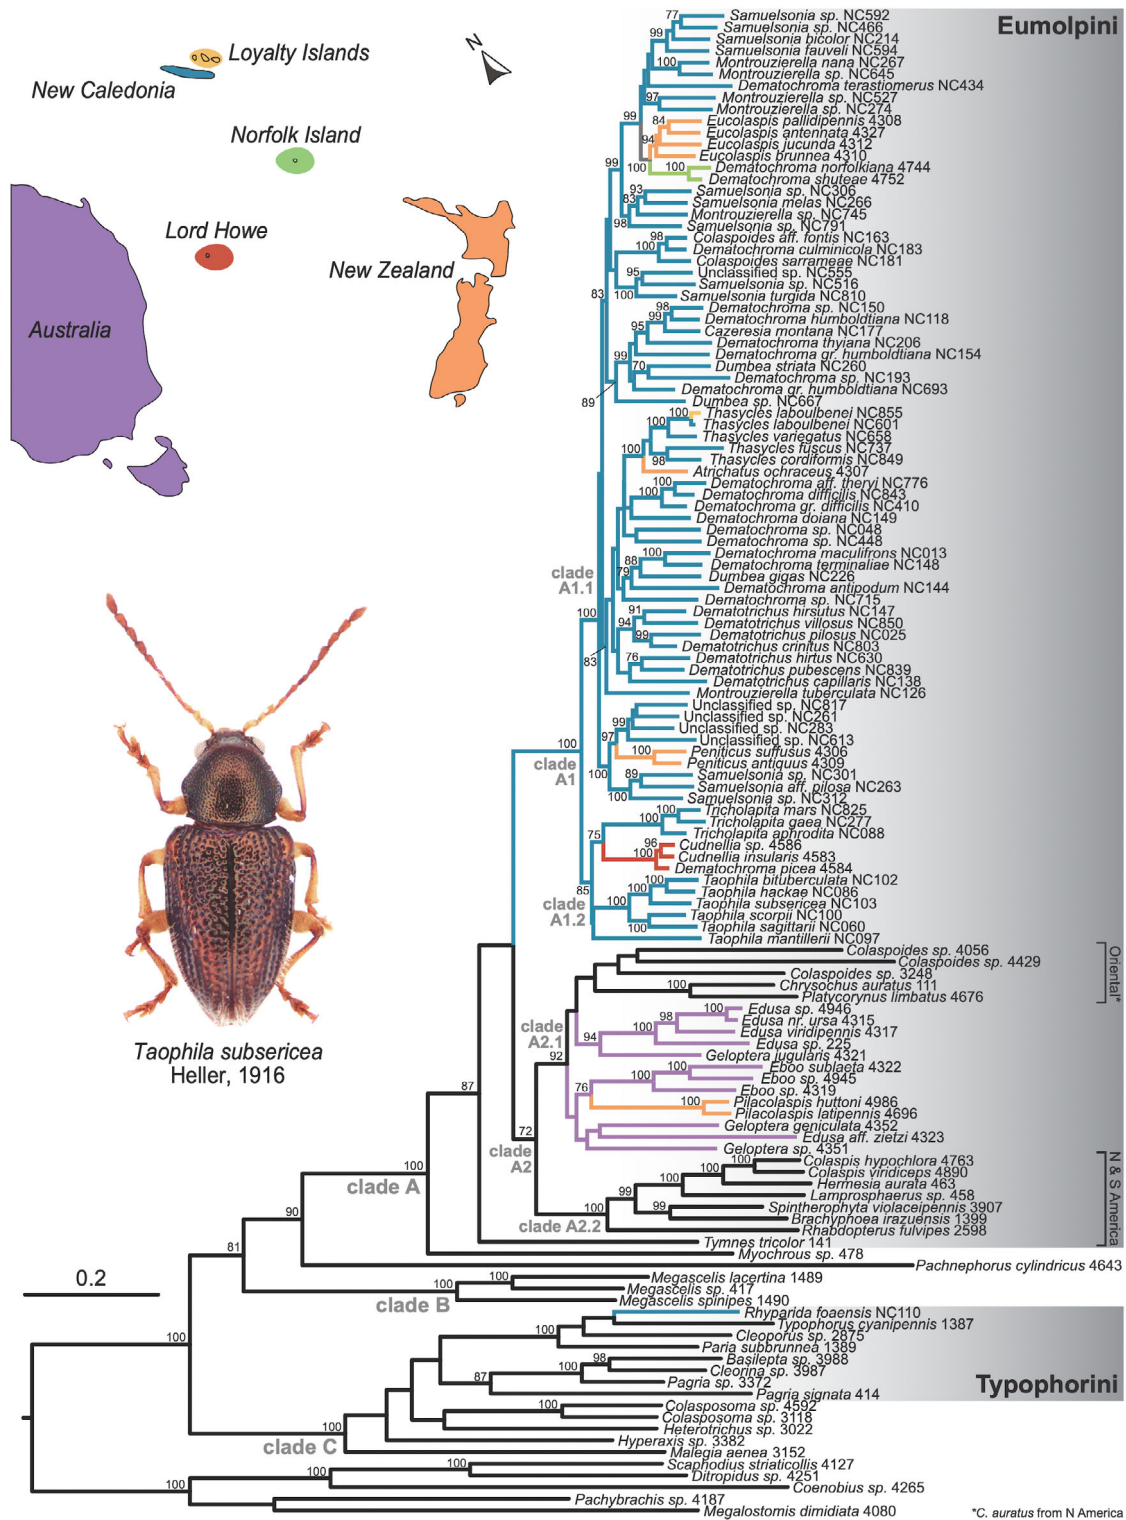 Loyalty Islands
New Caledonia
N
Norfolk Island
Lord Howe
New Zealand
Australia
Taophila subsericea
Heller, 1916
0.2
Eumolpini
77
Samuelsonia sp. NC592
Samuelsonia sp. NC466
99
Samuelsonia bicolor NC214
Samuelsonia fauveli NC594
100
Montrouzierella nana NC267
Montrouzierella sp. NC645
Dematochroma terastiomerus NC434
97
Montrouzierella sp. NC527
Montrouzierella sp. NC274
99
84
Eucolaspis pallidipennis 4308
Eucolaspis antennata 4327
94
Eucolaspis jucunda 4312
Eucolaspis brunnea 4310
99
100
100
Dematochroma norfolkiana 4744
Dematochroma shuteae 4752
93
Samuelsonia sp. NC306
83
Samuelsonia melas NC266
Montrouzierella sp. NC745
98
Samuelsonia sp. NC791
98
Colaspoides aff. fontis NC163
100
Dematochroma culminicola NC183
Colaspoides sarrameae NC181
95
Unclassified sp. NC555
Samuelsonia sp. NC516
83
100
Samuelsonia turgida NC810
98
Dematochroma sp. NC150
99
Dematochroma humboldtiana NC118
95
Cazeresia montana NC177
Dematochroma thyiana NC206
99
Dematochroma gr. humboldtiana NC154
70
Dumbea striata NC260
Dematochroma sp. NC193
Dematochroma gr. humboldtiana NC693
89
Dumbea sp. NC667
100
Thasycles laboulbenei NC855
100
Thasycles laboulbenei NC601
Thasycles variegatus NC658
100
Thasycles fuscus NC737
98
Thasycles cordiformis NC849
Atrichatus ochraceus 4307
100
Dematochroma aff. theryi NC776
100
Dematochroma difficilis NC843
Dematochroma gr. difficilis NC410
Dematochroma doiana NC149
Dematochroma sp. NC048
Dematochroma sp. NC448
100
Dematochroma maculifrons NC013
88
Dematochroma terminaliae NC148
clade
A1.1
79
Dumbea gigas NC226
Dematochroma antipodum NC144
Dematochroma sp. NC715
100
91
Dematotrichus hirsutus NC147
94
Dematotrichus villosus NC850
99
Dematotrichus pilosus NC025
Dematotrichus crinitus NC803
83
76
Dematotrichus hirtus NC630
Dematotrichus pubescens NC839
Dematotrichus capillaris NC138
Montrouzierella tuberculata NC126
Unclassified sp. NC817
99
Unclassified sp. NC261
97
Unclassified sp. NC283
Unclassified sp. NC613
100
clade
A1
100
Peniticus suffusus 4306
Peniticus antiquus 4309
100
89
Samuelsonia sp. NC301
Samuelsonia aff. pilosa NC263
100
Samuelsonia sp. NC312
100
Tricholapita mars NC825
100
Tricholapita gaea NC277
75
Tricholapita aphrodita NC088
96
Cudnellia sp. 4586
100
Cudnellia insularis 4583
Dematochroma picea 4584
85
100
Taophila bituberculata NC102
100
Taophila hackae NC086
clade
A1.2
100
Taophila subsericea NC103
Taophila scorpii NC100
100
Taophila sagittarii NC060
Taophila mantillerii NC097
Colaspoides sp. 4056
Colaspoides sp. 4429
Colaspoides sp. 3248
100
Chrysochus auratus 111
Platycorynus limbatus 4676
Oriental*
100
Edusa sp. 4946
98
Edusa nr. ursa 4315
100
Edusa viridipennis 4317
clade
A2.1
94
Edusa sp. 225
Geloptera jugularis 4321
92
100
Eboo sublaeta 4322
100
Eboo sp. 4945
76
Eboo sp. 4319
100
Pilacolaspis huttoni 4986
Pilacolaspis latipennis 4696
Geloptera geniculata 4352
Edusa aff. zietzi 4323
Geloptera sp. 4351
87
72
clade
A2
100
Colaspis hypochlora 4763
100
Colaspis viridiceps 4890
100
Hermesia aurata 463
99
Lamprosphaerus sp. 458
99
Spintherophyta violaceipennis 3907
100
Brachyphoea irazuensis 1399
clade A2.2
Rhabdopterus fulvipes 2598
N & S America
100
clade A
Tymnes tricolor 141
Myochrous sp. 478
90
Pachnephorus cylindricus 4643
81
100
Megascelis lacertina 1489
100
Megascelis sp. 417
clade B
Megascelis spinipes 1490
Rhyparida foaensis NC110
100
Typophorus cyanipennis 1387
Cleoporus sp. 2875
100
Paria subbrunnea 1389
98
Basilepta sp. 3988
100
Cleorina sp. 3987
87
Pagria sp. 3372
Pagria signata 414
Typophorini
100
Colasposoma sp. 4592
Colasposoma sp. 3118
100
Heterotrichus sp. 3022
clade C
Hyperaxis sp. 3382
Malegia aenea 3152
100
Scaphodius striaticollis 4127
100
Ditropidus sp. 4251
100
Coenobius sp. 4265
Pachybrachis sp. 4187
Megalostomis dimidiata 4080
*C. auratus from N America